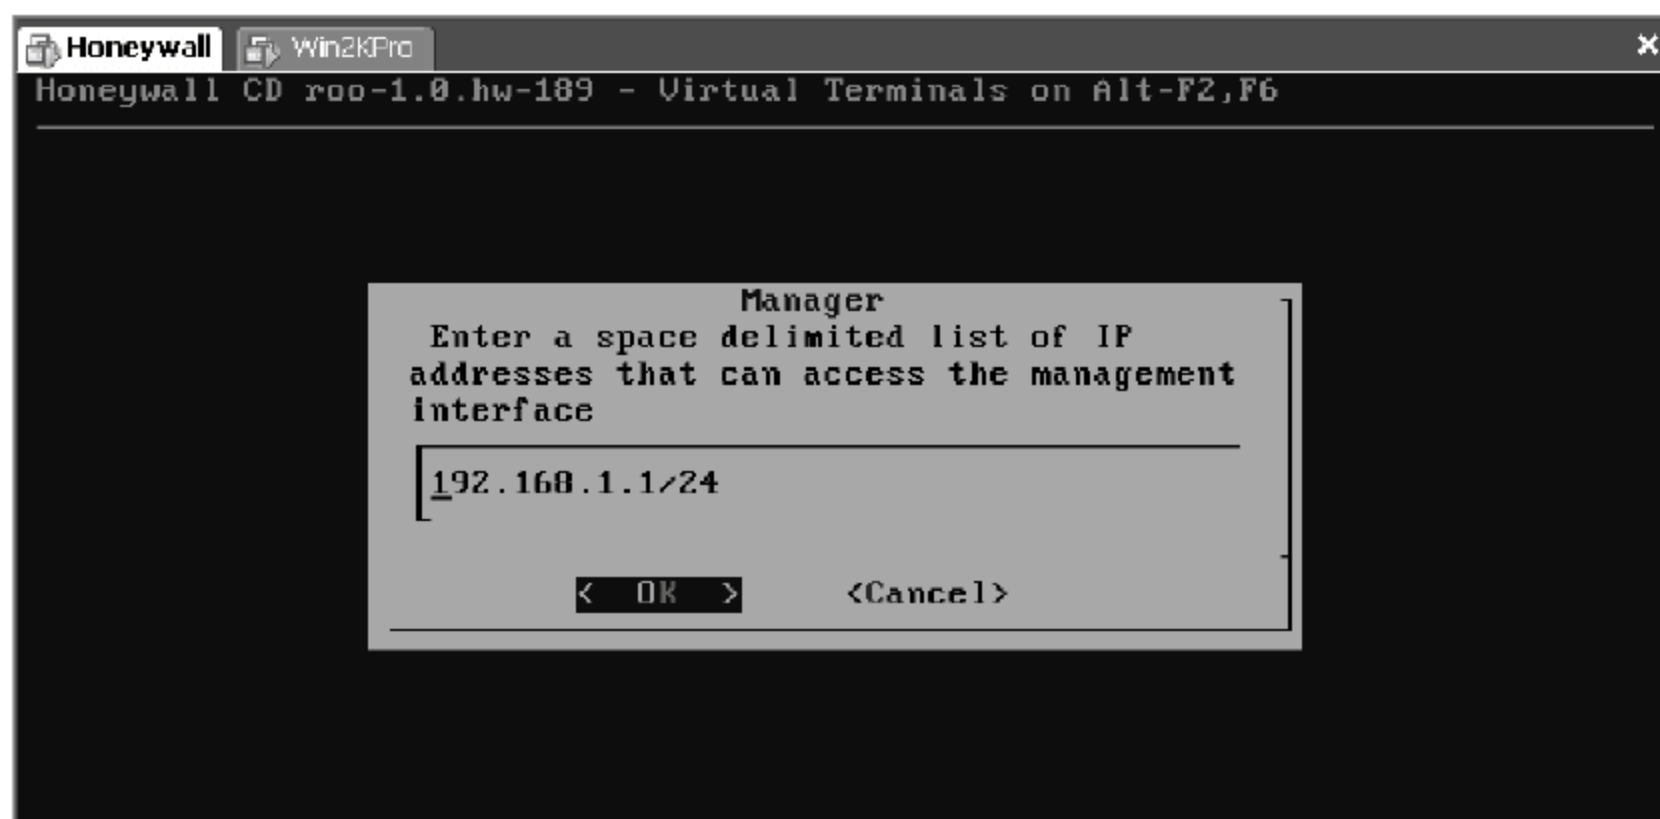 Honeywall Win2KPro
Honeywall CD roo-1.0.hw-189 - Virtual Terminals on Alt-F2,F6
Manager
Enter a space delimited list of IP
addresses that can access the management
interface
192.168.1.1/24
< OK > <Cancel>